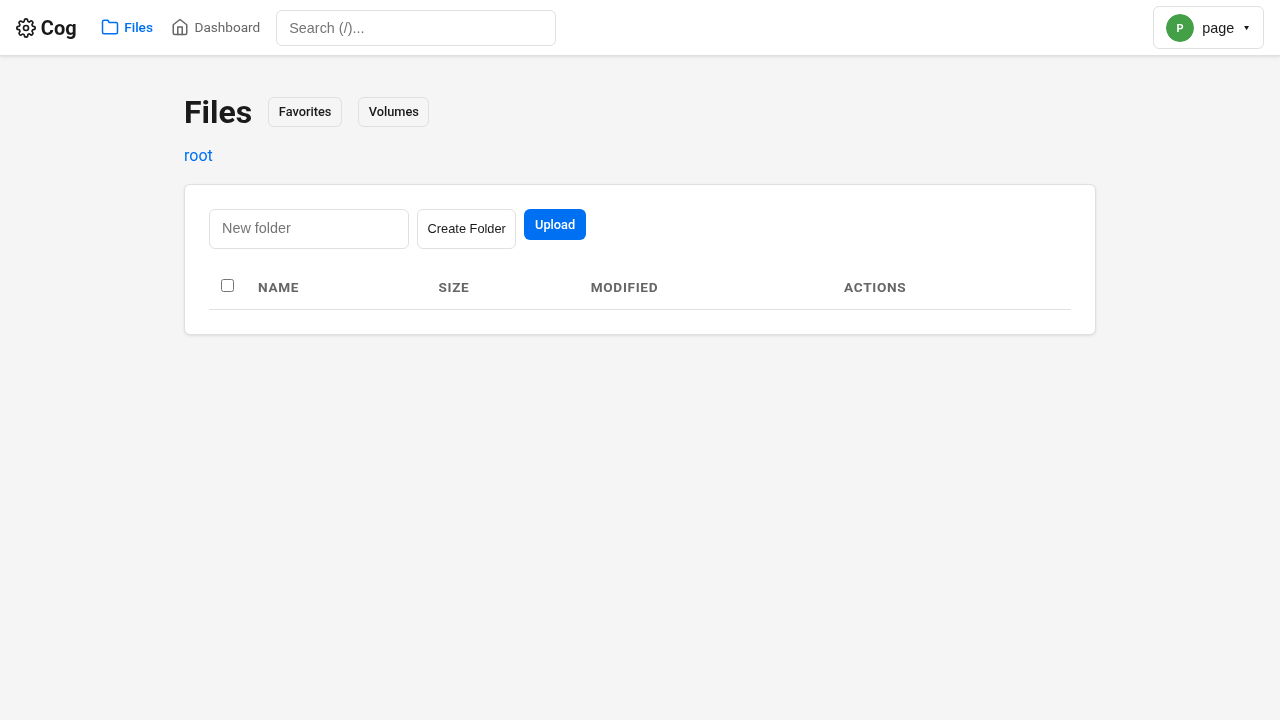 Cog Files Dashboard Search (/)... P page
Files Favorites Volumes
root
New folder Create Folder Upload
NAME SIZE MODIFIED ACTIONS